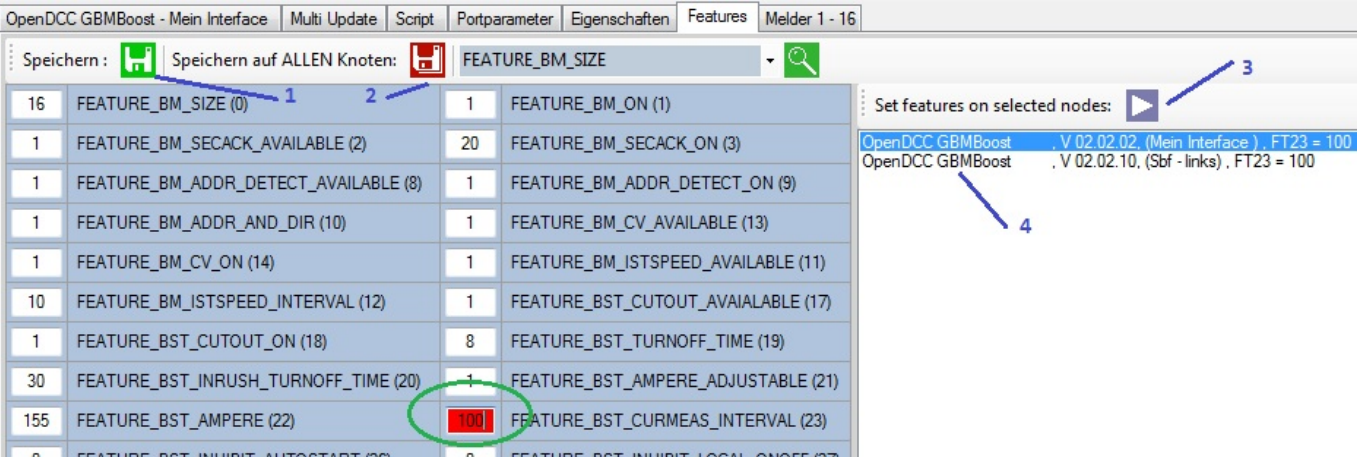 OpenDCC GBMBoost - Mein Interface Multi Update Script Portparameter Eigenschaften Features Melder 1 - 16
Speichern : Speichern auf ALLEN Knoten: FEATURE_BM_SIZE
1 2 3
16 FEATURE_BM_SIZE (0) 1 FEATURE_BM_ON (1)
Set features on selected nodes:
1 FEATURE_BM_SECACK_AVAILABLE (2) 20 FEATURE_BM_SECACK_ON (3)
OpenDCC GBMBoost , V 02.02.02, (Mein Interface ) , FT23 = 100
OpenDCC GBMBoost , V 02.02.10, (Sbf - links) , FT23 = 100
4
1 FEATURE_BM_ADDR_DETECT_AVAILABLE (8) 1 FEATURE_BM_ADDR_DETECT_ON (9)
1 FEATURE_BM_ADDR_AND_DIR (10) 1 FEATURE_BM_CV_AVAILABLE (13)
1 FEATURE_BM_CV_ON (14) 1 FEATURE_BM_ISTSPEED_AVAILABLE (11)
10 FEATURE_BM_ISTSPEED_INTERVAL (12) 1 FEATURE_BST_CUTOUT_AVAIALABLE (17)
1 FEATURE_BST_CUTOUT_ON (18) 8 FEATURE_BST_TURNOFF_TIME (19)
30 FEATURE_BST_INRUSH_TURNOFF_TIME (20) 1 FEATURE_BST_AMPERE_ADJUSTABLE (21)
155 FEATURE_BST_AMPERE (22) 100 FEATURE_BST_CURMEAS_INTERVAL (23)